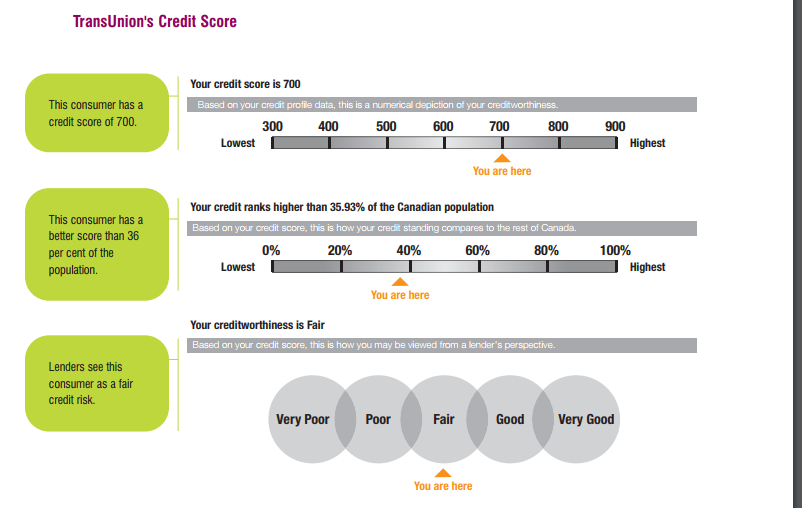 TransUnion's Credit Score
This consumer has a
credit score of 700.
Your credit score is 700
Based on your credit profile data, this is a numerical depiction of your creditworthiness.
300 400 500 600 700 800 900
Lowest Highest
You are here
This consumer has a
better score than 36
per cent of the
population.
Your credit ranks higher than 35.93% of the Canadian population
Based on your credit score, this is how your credit standing compares to the rest of Canada.
0% 20% 40% 60% 80% 100%
Lowest Highest
You are here
Lenders see this
consumer as a fair
credit risk.
Your creditworthiness is Fair
Based on your credit score, this is how you may be viewed from a lender's perspective.
Very Poor Poor Fair Good Very Good
You are here